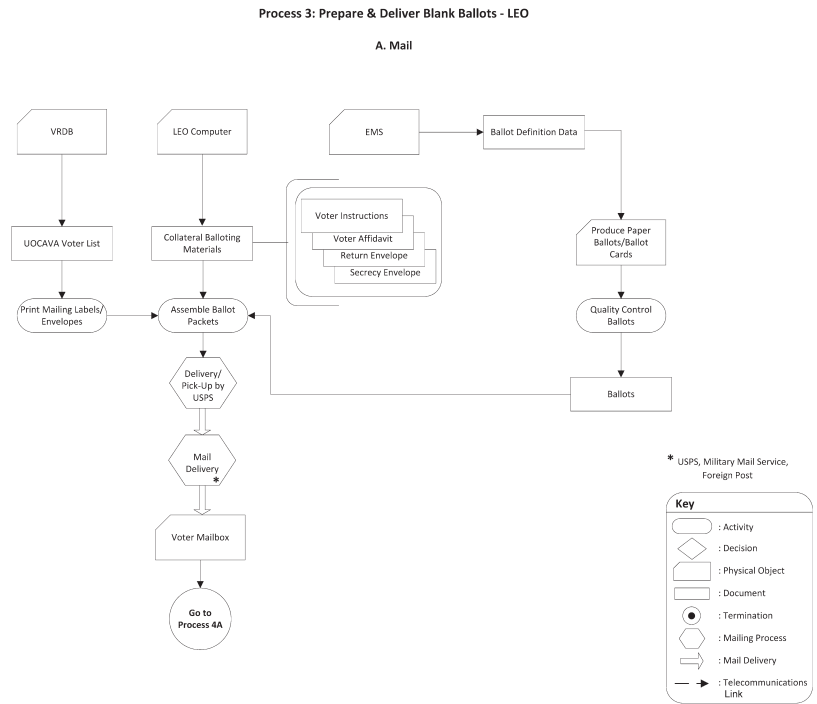 Process 3: Prepare & Deliver Blank Ballots - LEO
A. Mail
VRDB
LEO Computer
EMS
Ballot Definition Data
UOCAVA Voter List
Collateral Balloting
Materials
Voter Instructions
Voter Affidavit
Return Envelope
Secrecy Envelope
Produce Paper
Ballots/Ballot
Cards
Print Mailing Labels/
Envelopes
Assemble Ballot
Packets
Quality Control
Ballots
Delivery/
Pick-Up by
USPS
Ballots
Mail
Delivery
*
Voter Mailbox
Go to
Process 4A
* USPS, Military Mail Service,
Foreign Post
Key
: Activity
: Decision
: Physical Object
: Document
: Termination
: Mailing Process
: Mail Delivery
: Telecommunications
Link